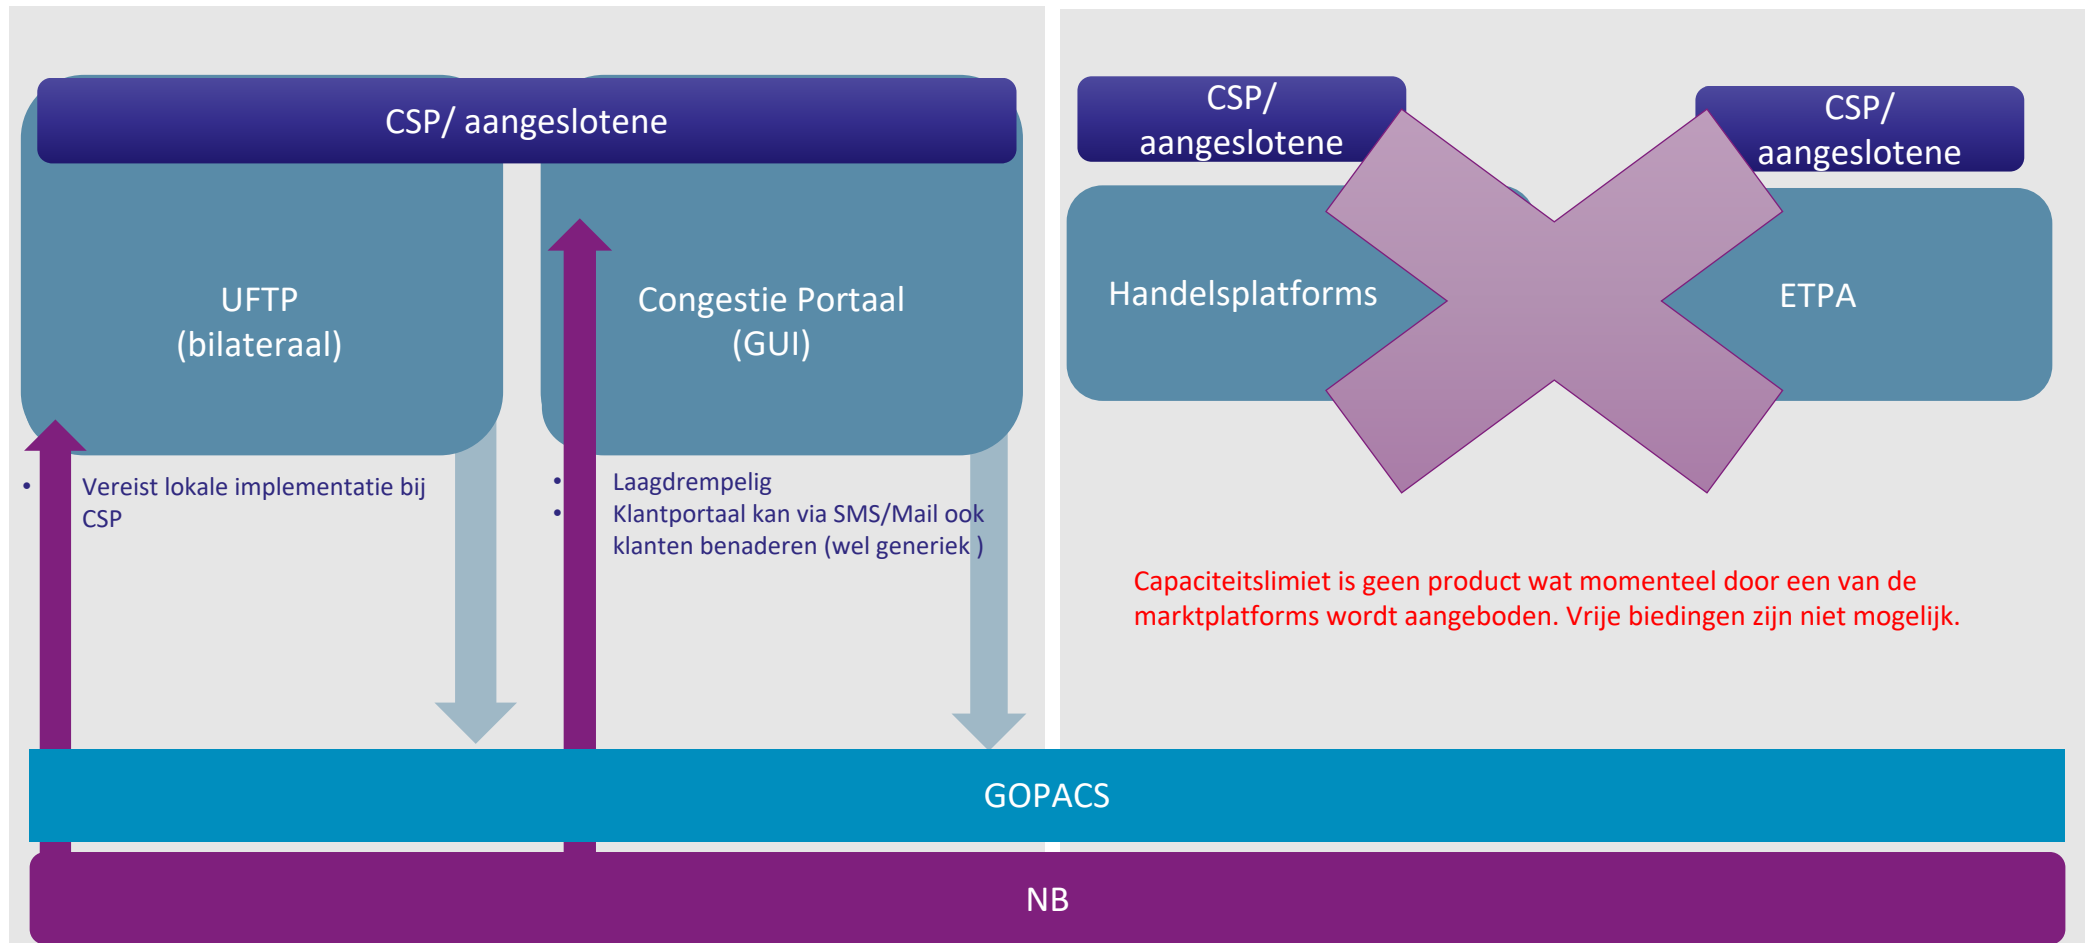 CSP/ aangeslotene
UFTP
(bilateraal)
Congestie Portaal
(GUI)
• Vereist lokale implementatie bij
CSP
• Laagdrempelig
• Klantportaal kan via SMS/Mail ook
klanten benaderen (wel generiek )
CSP/
aangeslotene
CSP/
aangeslotene
Handelsplatforms
ETPA
Capaciteitslimiet is geen product wat momenteel door een van de
marktplatforms wordt aangeboden. Vrije biedingen zijn niet mogelijk.
GOPACS
NB